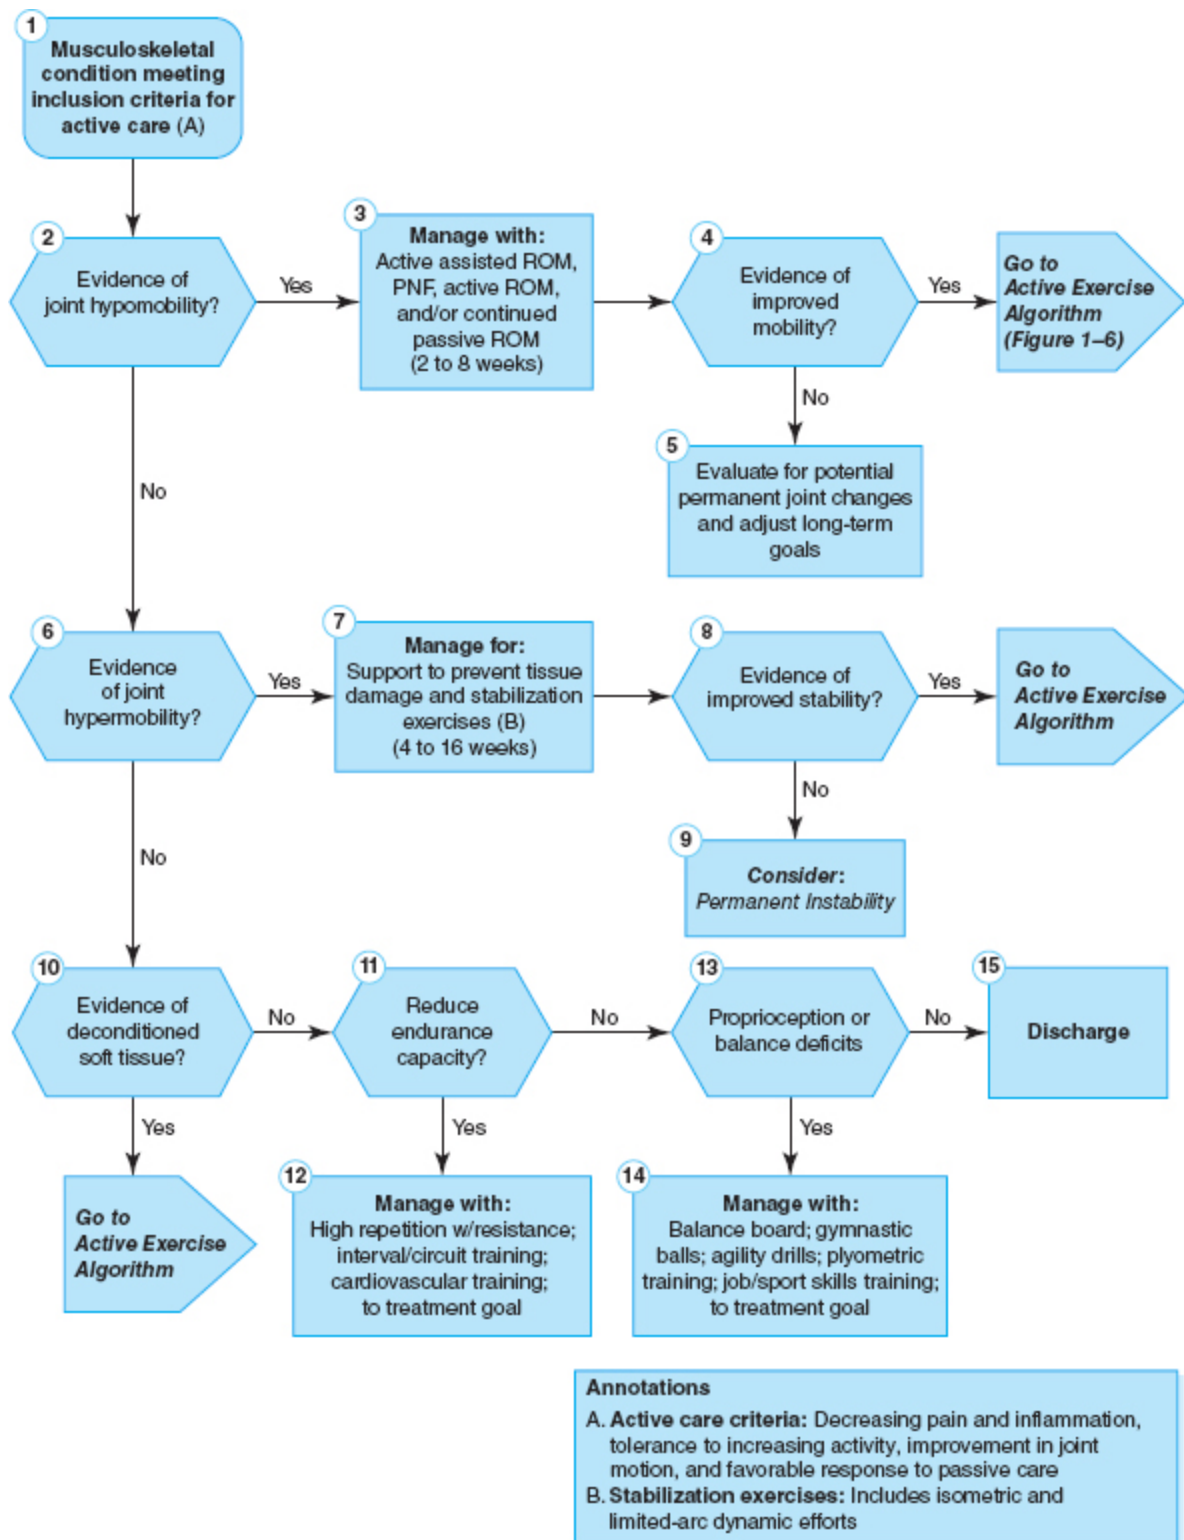 1
Musculoskeletal
condition meeting
inclusion criteria for
active care (A)
2
Evidence of
joint hypomobility?
Yes
3
Manage with:
Active assisted ROM,
PNF, active ROM,
and/or continued
passive ROM
(2 to 8 weeks)
4
Evidence of
improved
mobility?
Yes
Go to
Active Exercise
Algorithm
(Figure 1–6)
No
5
Evaluate for potential
permanent joint changes
and adjust long-term
goals
No
6
Evidence
of joint
hypermobility?
Yes
7
Manage for:
Support to prevent tissue
damage and stabilization
exercises (B)
(4 to 16 weeks)
8
Evidence of
improved stability?
Yes
Go to
Active Exercise
Algorithm
No
9
Consider:
Permanent Instability
No
10
Evidence of
deconditioned
soft tissue?
No
11
Reduce
endurance
capacity?
No
13
Proprioception or
balance deficits
No
15
Discharge
Yes
Go to
Active Exercise
Algorithm
Yes
12
Manage with:
High repetition w/resistance;
interval/circuit training;
cardiovascular training;
to treatment goal
Yes
14
Manage with:
Balance board; gymnastic
balls; agility drills; plyometric
training; job/sport skills training;
to treatment goal
Annotations
A. Active care criteria: Decreasing pain and inflammation,
tolerance to increasing activity, improvement in joint
motion, and favorable response to passive care
B. Stabilization exercises: Includes isometric and
limited-arc dynamic efforts